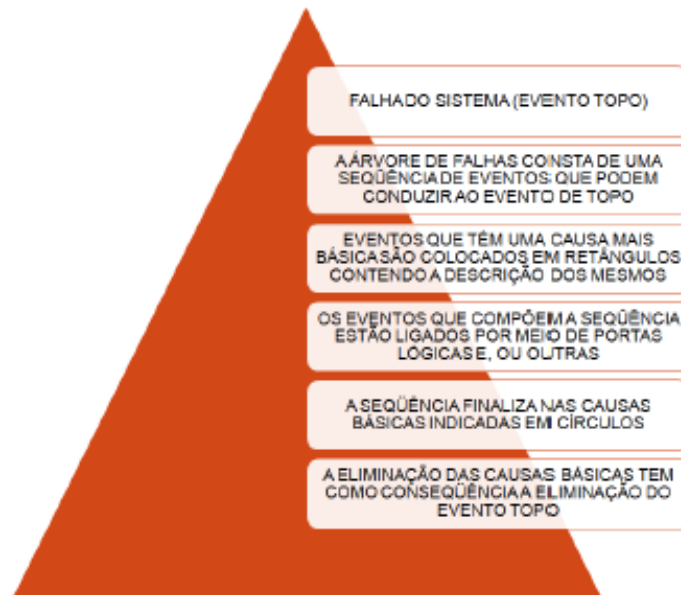 FALHA DO SISTEMA (EVENTO TOPO)
A ÁRVORE DE FALHAS CONSTA DE UMA
SEQÜÊNCIA DE EVENTOS QUE PODEM
CONDUZIR AO EVENTO DE TOPO
EVENTOS QUE TÊM UMA CAUSA MAIS
BÁSICA SÃO COLOCADOS EM RETÂNGULOS
CONTENDO A DESCRIÇÃO DOS MESMOS
OS EVENTOS QUE COMPÕEM A SEQÜÊNCIA
ESTÃO LIGADOS POR MEIO DE PORTAS
LÓGICAS E, OU OUTRAS
A SEQÜÊNCIA FINALIZA NAS CAUSAS
BÁSICAS INDICADAS EM CÍRCULOS
A ELIMINAÇÃO DAS CAUSAS BÁSICAS TEM
COMO CONSEQÜÊNCIA A ELIMINAÇÃO DO
EVENTO TOPO